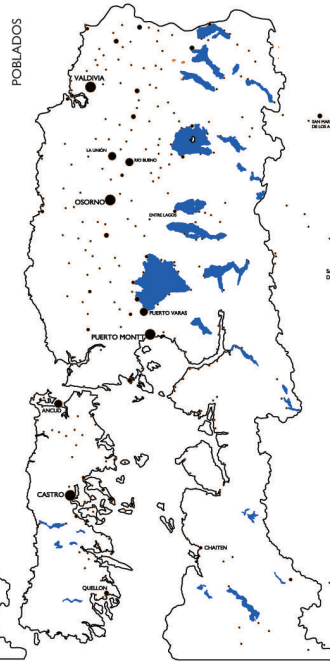 POBLADOS
VALDIVIA
SAN MAR
DE LOS A
LA UNIÓN
RIO BUENO
OSORNO
ENTRE LAGOS
PUERTO VARAS
PUERTO MONTT
ANCUD
CASTRO
CHAITEN
QUELLON